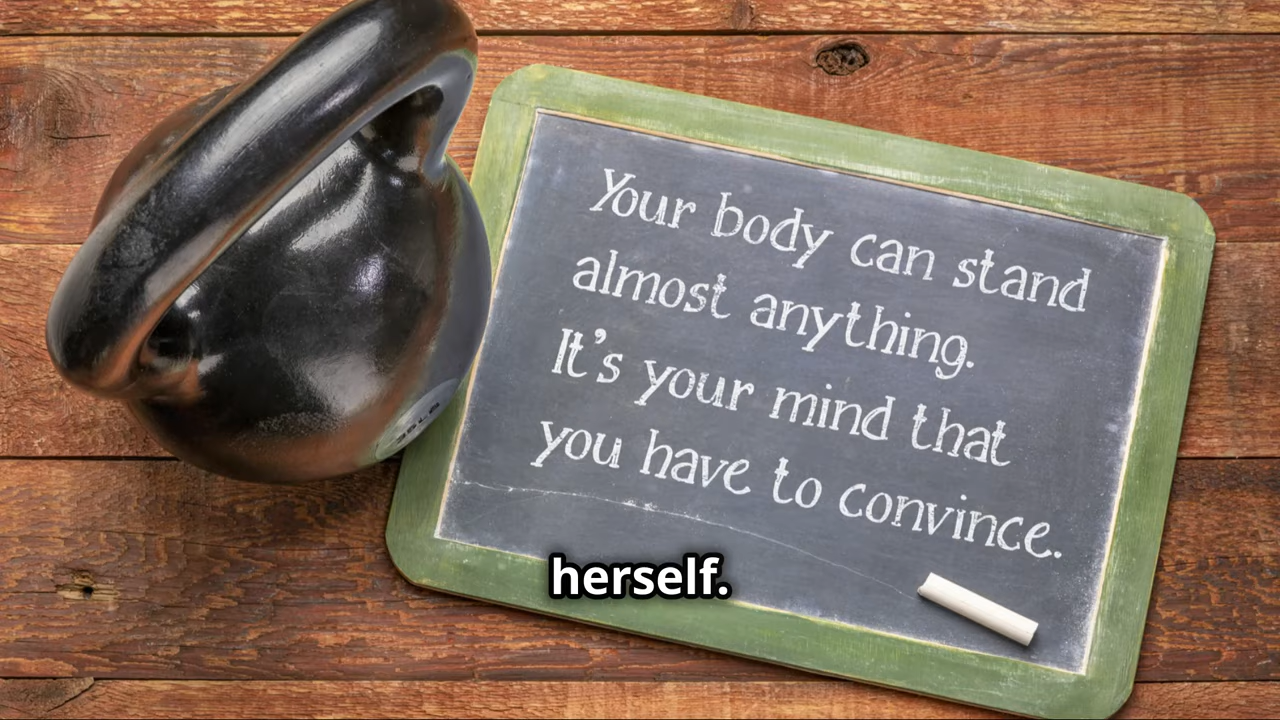 Your body can stand
almost anything.
It's your mind that
you have to convince.
herself.